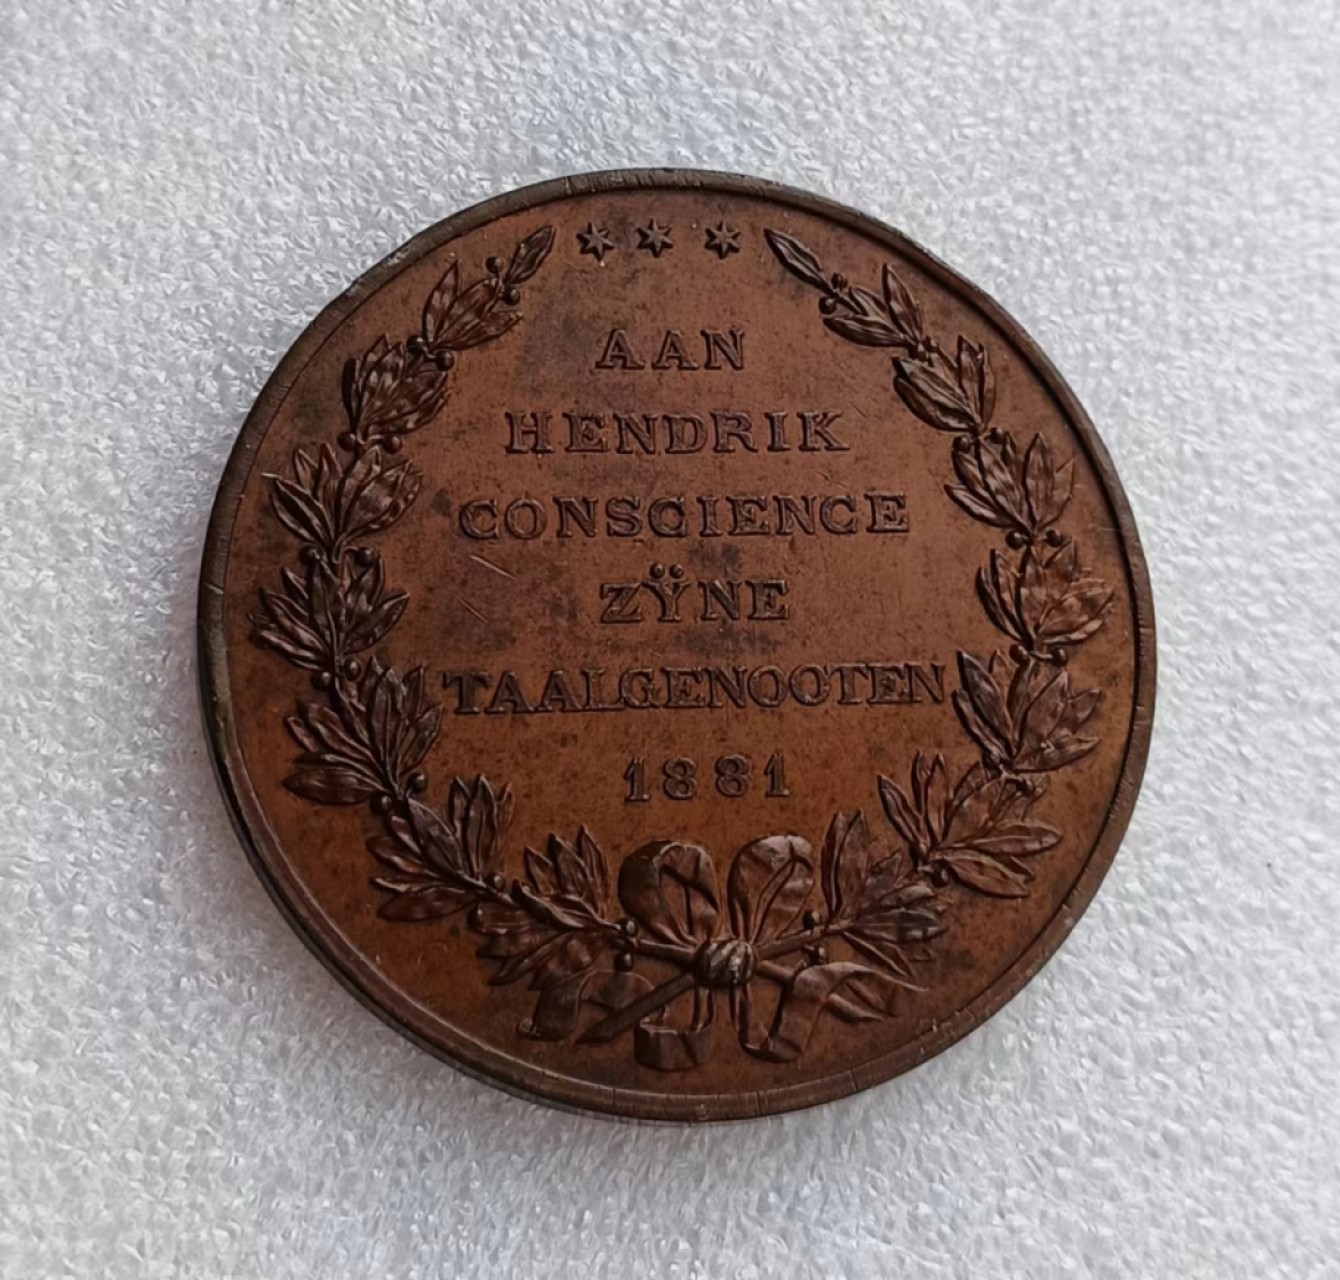 AAN
HENDRIK
CONSCIENCE
ZŸNE
TAALGENOOTEN
1881